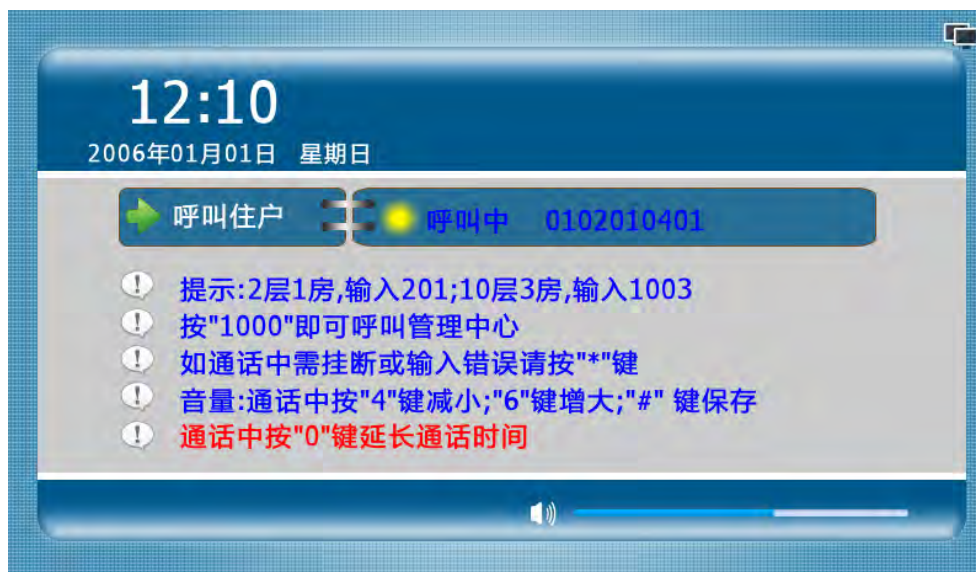 12:10
2006年01月01日 星期日
呼叫住户 呼叫中 0102010401
提示:2层1房,输入201;10层3房,输入1003
按"1000"即可呼叫管理中心
如通话中需挂断或输入错误请按"*"键
音量:通话中按"4"键减小;"6"键增大;"#" 键保存
通话中按"0"键延长通话时间